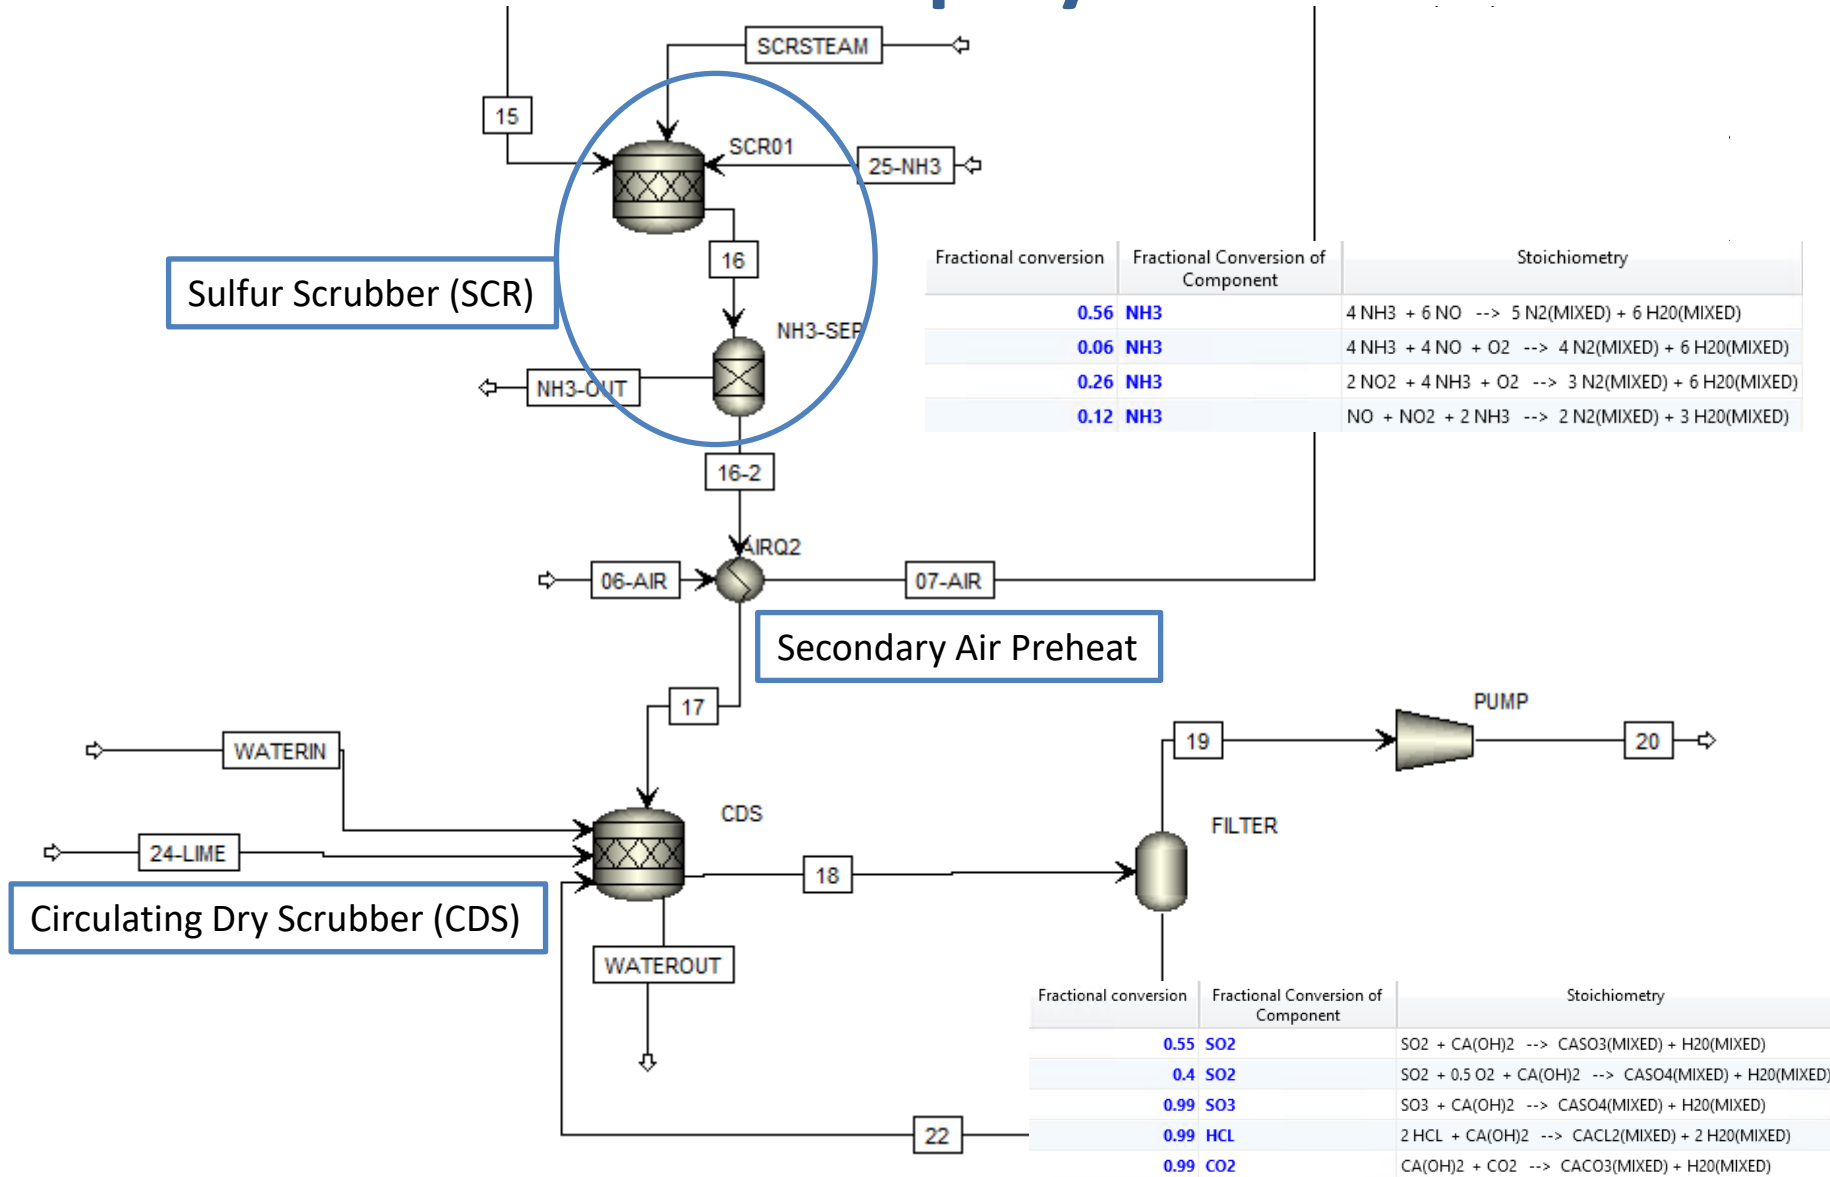 SCRSTEAM
15
SCR01
25-NH3
16
Sulfur Scrubber (SCR)
NH3-SEP
NH3-OUT
16-2
Fractional conversion Fractional Conversion of Component Stoichiometry
0.56 NH3 4 NH3 + 6 NO --> 5 N2(MIXED) + 6 H20(MIXED)
0.06 NH3 4 NH3 + 4 NO + O2 --> 4 N2(MIXED) + 6 H20(MIXED)
0.26 NH3 2 NO2 + 4 NH3 + O2 --> 3 N2(MIXED) + 6 H20(MIXED)
0.12 NH3 NO + NO2 + 2 NH3 --> 2 N2(MIXED) + 3 H20(MIXED)
AIRQ2
06-AIR
07-AIR
Secondary Air Preheat
17
PUMP
19
20
WATERIN
CDS
FILTER
24-LIME
18
Circulating Dry Scrubber (CDS)
WATEROUT
22
Fractional conversion Fractional Conversion of Component Stoichiometry
0.55 SO2 SO2 + CA(OH)2 --> CASO3(MIXED) + H20(MIXED)
0.4 SO2 SO2 + 0.5 O2 + CA(OH)2 --> CASO4(MIXED) + H20(MIXED)
0.99 SO3 SO3 + CA(OH)2 --> CASO4(MIXED) + H20(MIXED)
0.99 HCL 2 HCL + CA(OH)2 --> CACL2(MIXED) + 2 H20(MIXED)
0.99 CO2 CA(OH)2 + CO2 --> CACO3(MIXED) + H20(MIXED)